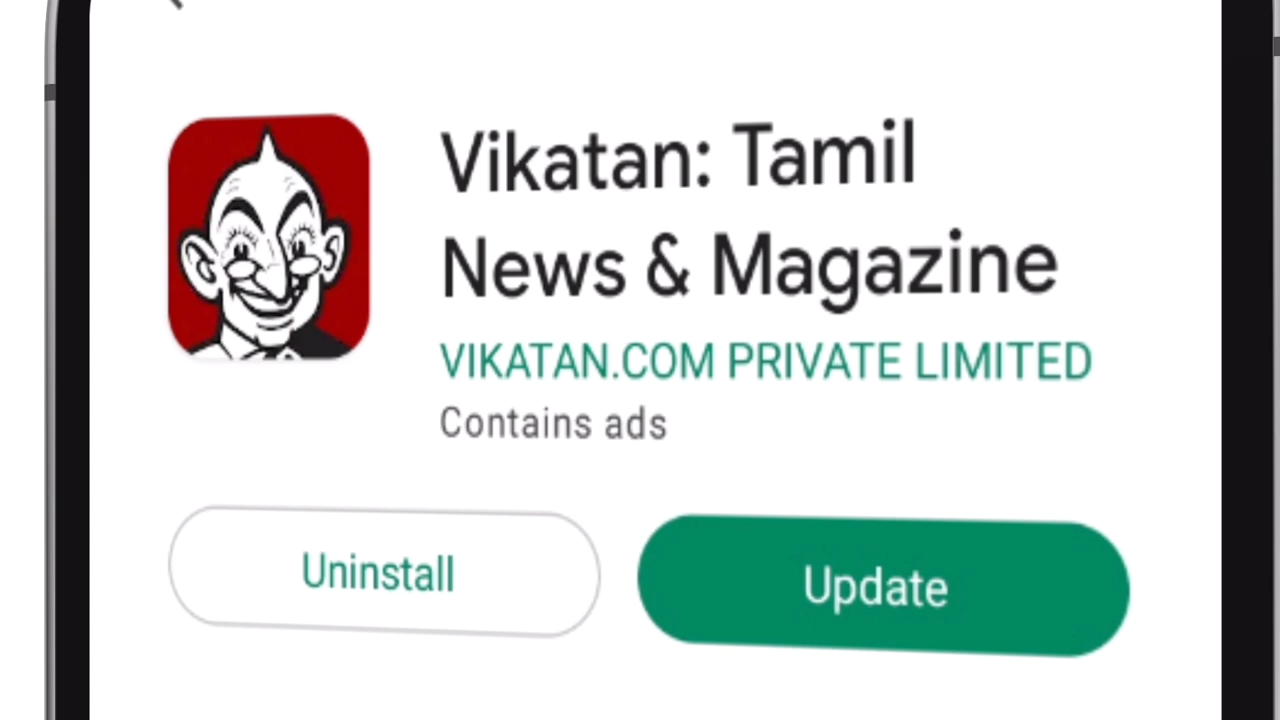 Vikatan: Tamil
News & Magazine
VIKATAN.COM PRIVATE LIMITED
Contains ads
Uninstall
Update